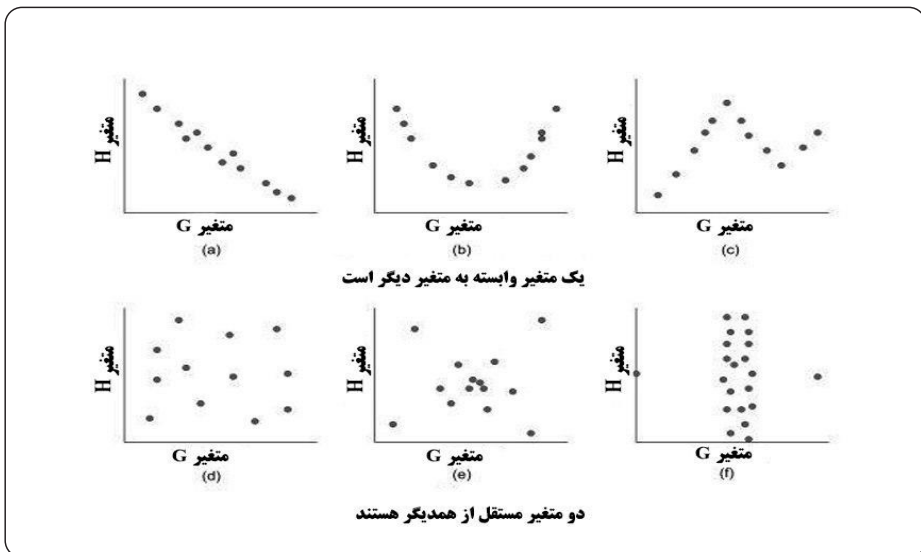 متغیر H
متغیر H
متغیر H
متغیر G
متغیر G
متغیر G
(a)
(b)
(c)
یک متغیر وابسته به متغیر دیگر است
متغیر H
متغیر H
متغیر H
متغیر G
متغیر G
متغیر G
(d)
(e)
(f)
دو متغیر مستقل از همدیگر هستند